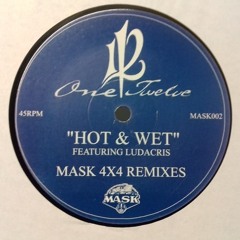 112
One Twelve
45RPM
MASK002
"HOT & WET"
FEATURING LUDACRIS
MASK 4X4 REMIXES
MASK